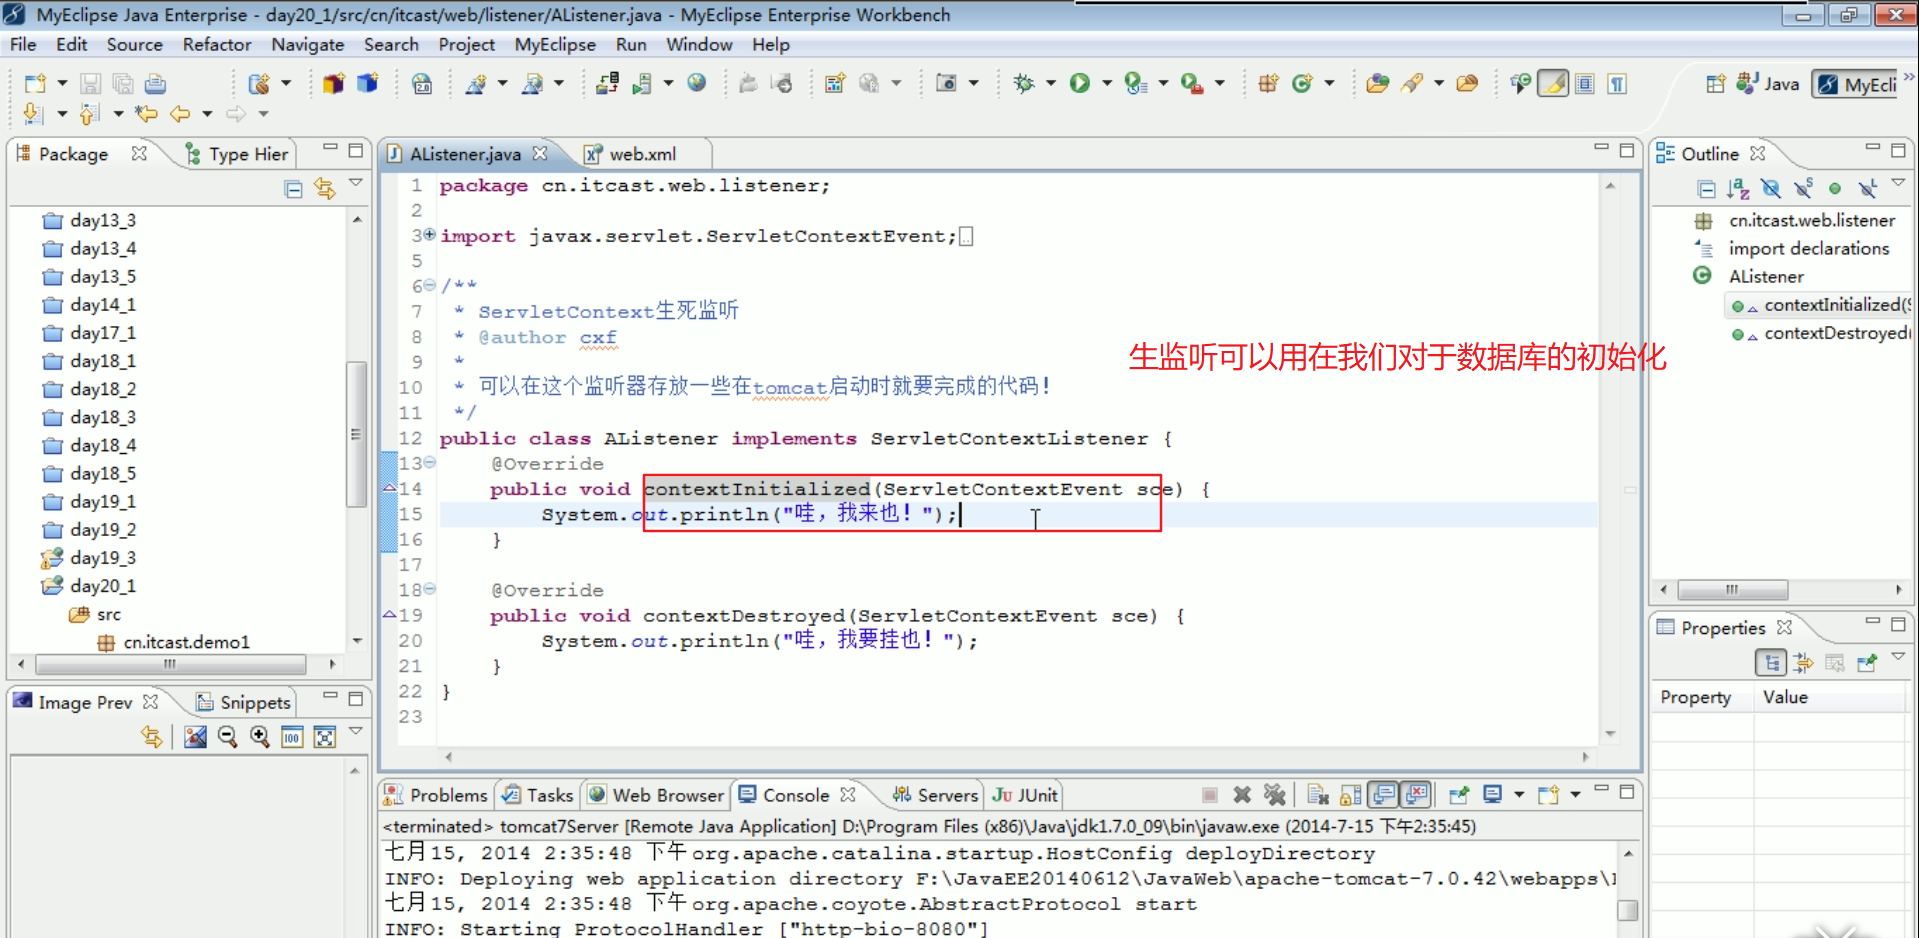 MyEclipse Java Enterprise - day20_1/src/cn/itcast/web/listener/AListener.java - MyEclipse Enterprise Workbench
File Edit Source Refactor Navigate Search Project MyEclipse Run Window Help
Java MyEcli
Package Type Hier
day13_3
day13_4
day13_5
day14_1
day17_1
day18_1
day18_2
day18_3
day18_4
day18_5
day19_1
day19_2
day19_3
day20_1
src
cn.itcast.demo1
Image Prev Snippets
AListener.java web.xml
1 package cn.itcast.web.listener;
2
3 import javax.servlet.ServletContextEvent;
5
6 /**
7 * ServletContext生死监听
8 * @author cxf
9 *
10 * 可以在这个监听器存放一些在tomcat启动时就要完成的代码!
11 */
12 public class AListener implements ServletContextListener {
13 @Override
14 public void contextInitialized(ServletContextEvent sce) {
15 System.out.println("哇,我来也!");
16 }
17
18 @Override
19 public void contextDestroyed(ServletContextEvent sce) {
20 System.out.println("哇,我要挂也!");
21 }
22 }
23
生监听可以用在我们对于数据库的初始化
Outline
cn.itcast.web.listener
import declarations
AListener
contextInitialized(S
contextDestroyed(
Properties
Property Value
Problems Tasks Web Browser Console Servers JUnit
<terminated> tomcat7Server [Remote Java Application] D:\Program Files (x86)\Java\jdk1.7.0_09\bin\javaw.exe (2014-7-15 下午2:35:45)
七月 15, 2014 2:35:48 下午 org.apache.catalina.startup.HostConfig deployDirectory
INFO: Deploying web application directory F:\JavaEE20140612\JavaWeb\apache-tomcat-7.0.42\webapps\
七月 15, 2014 2:35:48 下午 org.apache.coyote.AbstractProtocol start
INFO: Starting ProtocolHandler ["http-bio-8080"]